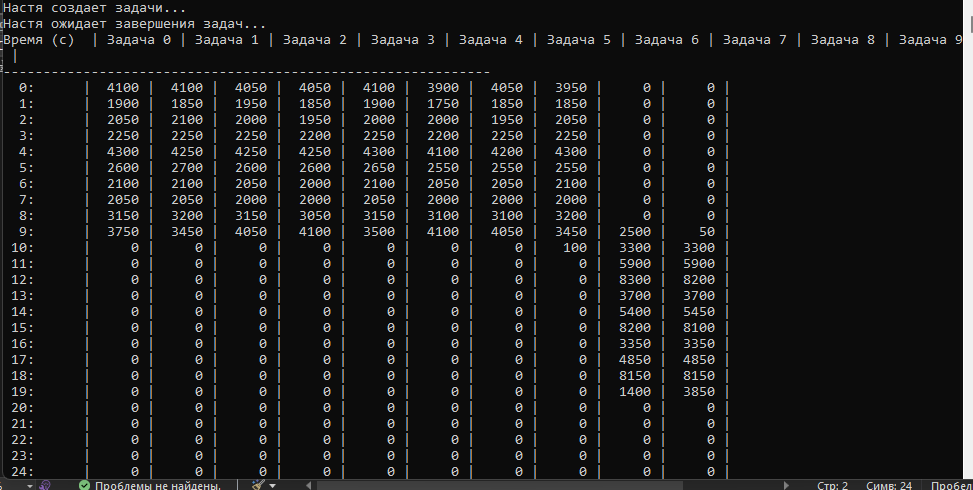 Настя создает задачи...
Настя ожидает завершения задач...
Время (с) | Задача 0 | Задача 1 | Задача 2 | Задача 3 | Задача 4 | Задача 5 | Задача 6 | Задача 7 | Задача 8 | Задача 9
|
-------------------------------------------------------------
0: | 4100 | 4100 | 4050 | 4050 | 4100 | 3900 | 4050 | 3950 | 0 | 0 |
1: | 1900 | 1850 | 1950 | 1850 | 1900 | 1750 | 1850 | 1850 | 0 | 0 |
2: | 2050 | 2100 | 2000 | 1950 | 2000 | 2000 | 1950 | 2050 | 0 | 0 |
3: | 2250 | 2250 | 2250 | 2200 | 2250 | 2200 | 2250 | 2250 | 0 | 0 |
4: | 4300 | 4250 | 4250 | 4250 | 4300 | 4100 | 4200 | 4300 | 0 | 0 |
5: | 2600 | 2700 | 2600 | 2600 | 2650 | 2550 | 2550 | 2550 | 0 | 0 |
6: | 2100 | 2100 | 2050 | 2000 | 2100 | 2050 | 2050 | 2100 | 0 | 0 |
7: | 2050 | 2050 | 2000 | 2000 | 2050 | 2000 | 2000 | 2000 | 0 | 0 |
8: | 3150 | 3200 | 3150 | 3050 | 3150 | 3100 | 3100 | 3200 | 0 | 0 |
9: | 3750 | 3450 | 4050 | 4100 | 3500 | 4100 | 4050 | 3450 | 2500 | 50 |
10: | 0 | 0 | 0 | 0 | 0 | 0 | 0 | 100 | 3300 | 3300 |
11: | 0 | 0 | 0 | 0 | 0 | 0 | 0 | 0 | 5900 | 5900 |
12: | 0 | 0 | 0 | 0 | 0 | 0 | 0 | 0 | 8300 | 8200 |
13: | 0 | 0 | 0 | 0 | 0 | 0 | 0 | 0 | 3700 | 3700 |
14: | 0 | 0 | 0 | 0 | 0 | 0 | 0 | 0 | 5400 | 5450 |
15: | 0 | 0 | 0 | 0 | 0 | 0 | 0 | 0 | 8200 | 8100 |
16: | 0 | 0 | 0 | 0 | 0 | 0 | 0 | 0 | 3350 | 3350 |
17: | 0 | 0 | 0 | 0 | 0 | 0 | 0 | 0 | 4850 | 4850 |
18: | 0 | 0 | 0 | 0 | 0 | 0 | 0 | 0 | 8150 | 8150 |
19: | 0 | 0 | 0 | 0 | 0 | 0 | 0 | 0 | 1400 | 3850 |
20: | 0 | 0 | 0 | 0 | 0 | 0 | 0 | 0 | 0 | 0 |
21: | 0 | 0 | 0 | 0 | 0 | 0 | 0 | 0 | 0 | 0 |
22: | 0 | 0 | 0 | 0 | 0 | 0 | 0 | 0 | 0 | 0 |
23: | 0 | 0 | 0 | 0 | 0 | 0 | 0 | 0 | 0 | 0 |
24: | 0 | 0 | 0 | 0 | 0 | 0 | 0 | 0 | 0 | 0 |
Проблемы не найдены. Стр: 2 Симв: 24 Пробел